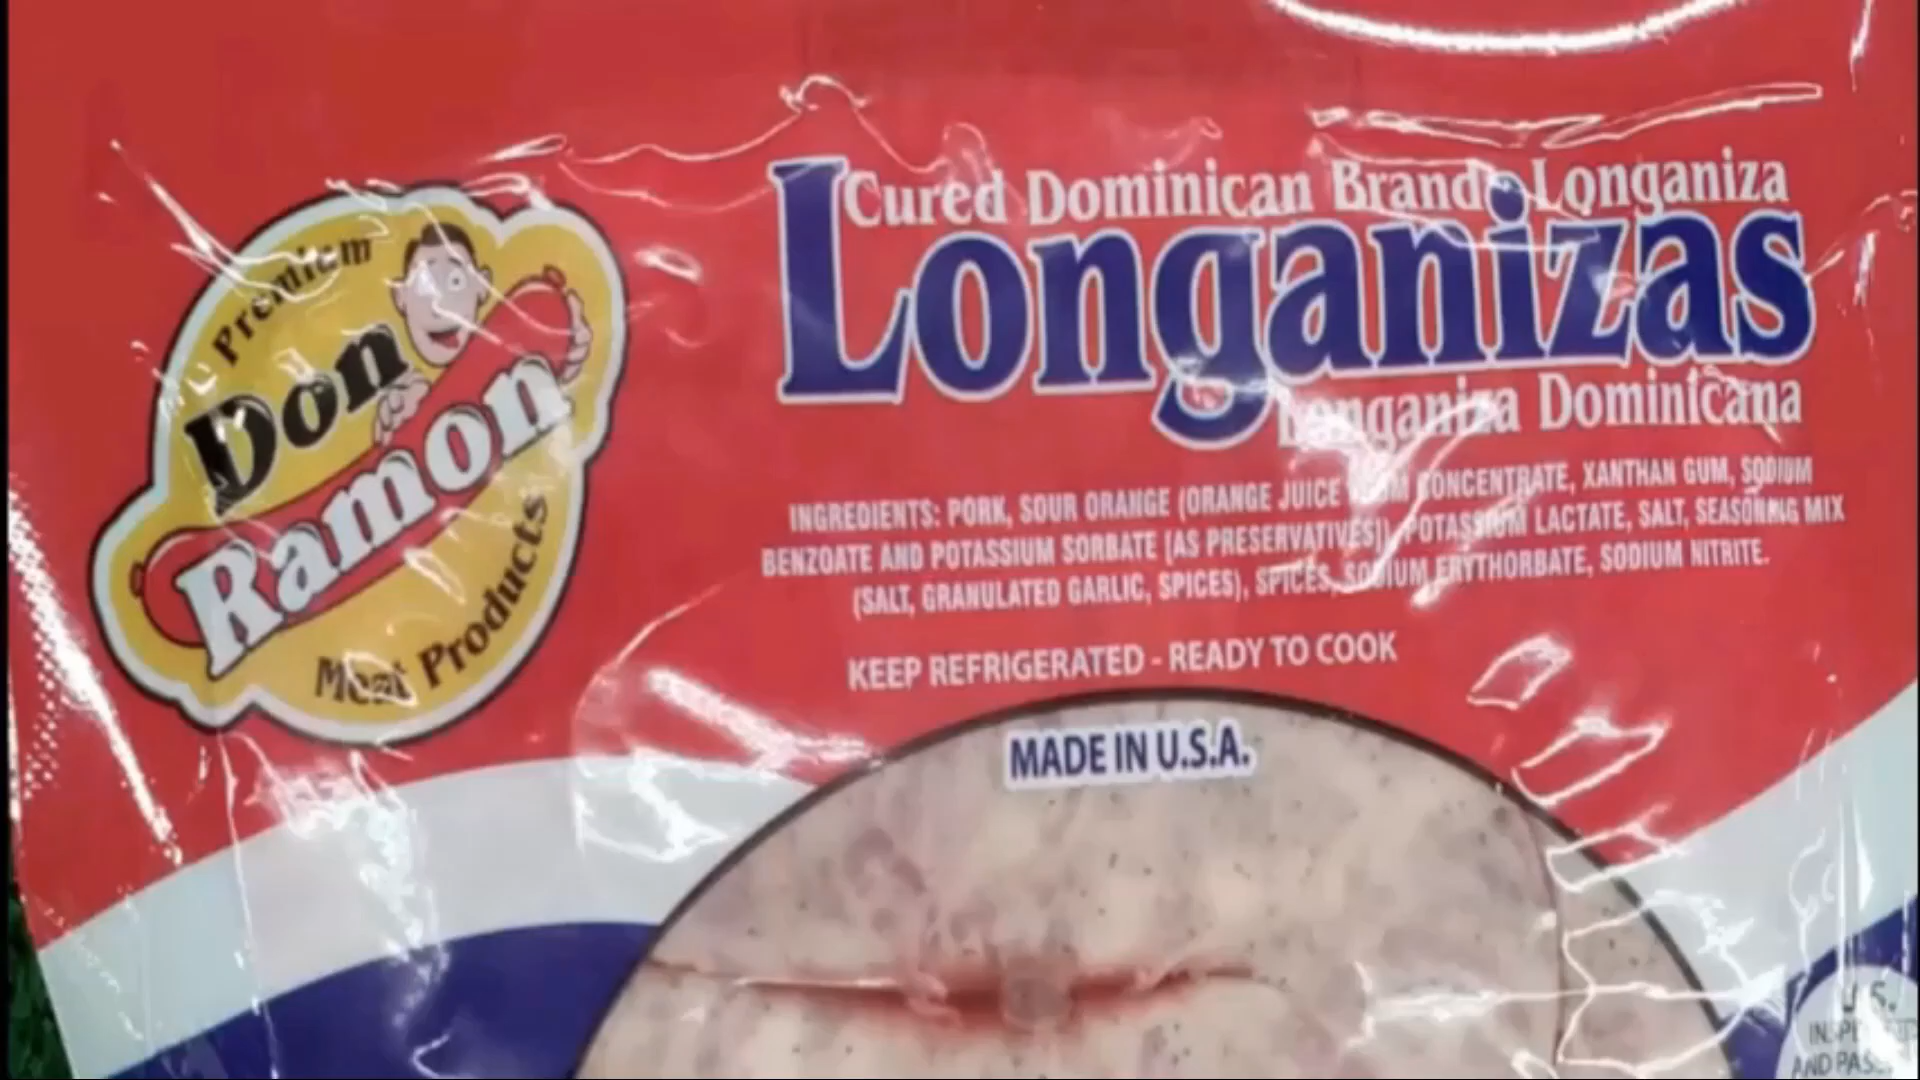 Premium
Don
Ramon
Meat Products
Cured Dominican Brand Longaniza
Longanizas
Longaniza Dominicana
INGREDIENTS: PORK, SOUR ORANGE (ORANGE JUICE CONCENTRATE, XANTHAN GUM, SODIUM
BENZOATE AND POTASSIUM SORBATE (AS PRESERVATIVES)), POTASSIUM LACTATE, SALT, SEASONING MIX
(SALT, GRANULATED GARLIC, SPICES), SPICES, SODIUM ERYTHORBATE, SODIUM NITRITE.
KEEP REFRIGERATED - READY TO COOK
MADE IN U.S.A.
U.S.
AND